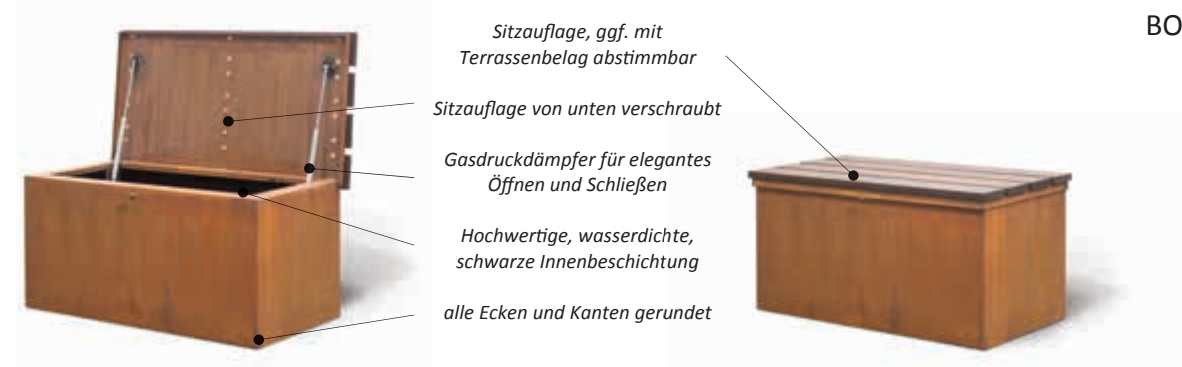 Sitzauflage, ggf. mit
Terrassenbelag abstimmbar
Sitzauflage von unten verschraubt
Gasdruckdämpfer für elegantes
Öffnen und Schließen
Hochwertige, wasserdichte,
schwarze Innenbeschichtung
alle Ecken und Kanten gerundet
BO